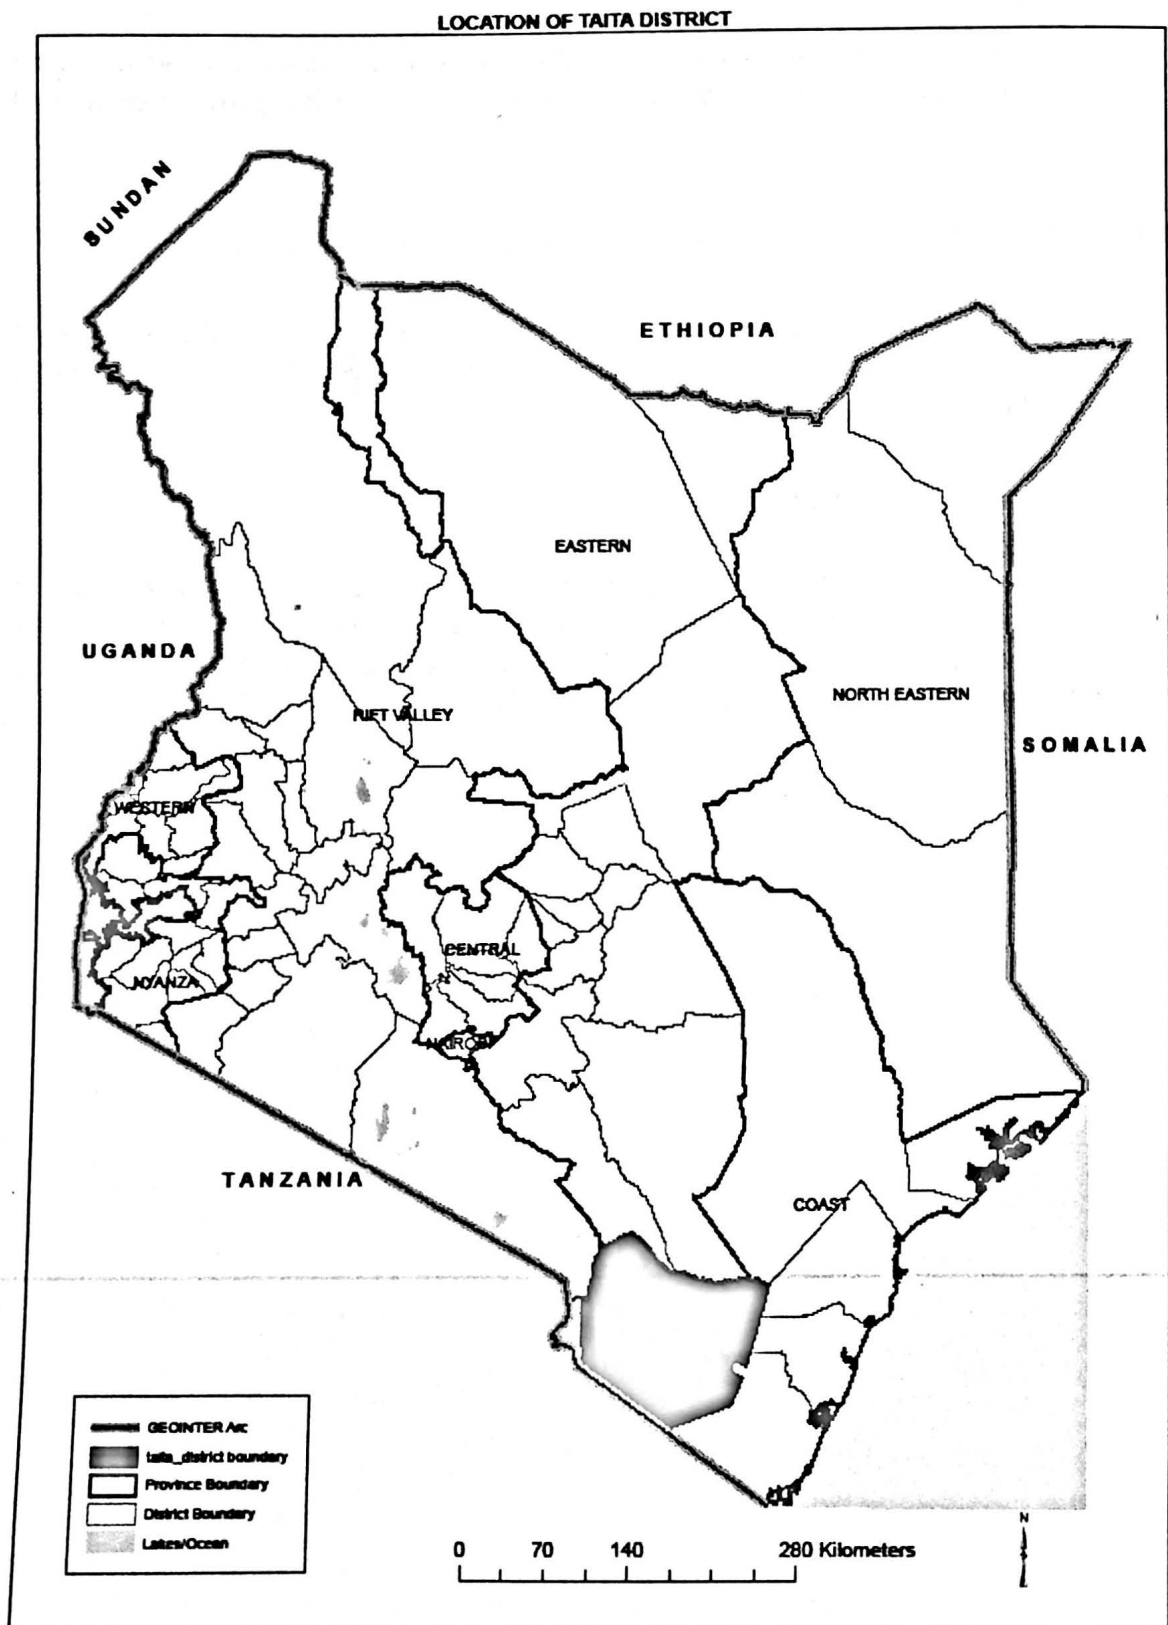 LOCATION OF TAITA DISTRICT
SUNDAN
ETHIOPIA
EASTERN
UGANDA
RIFT VALLEY
NORTH EASTERN
SOMALIA
WESTERN
CENTRAL
NYANZA
NAIROBI
TANZANIA
COAST
GEOINTER Arc
taita_district boundary
Province Boundary
District Boundary
Lakes/Ocean
0 70 140 280 Kilometers
N